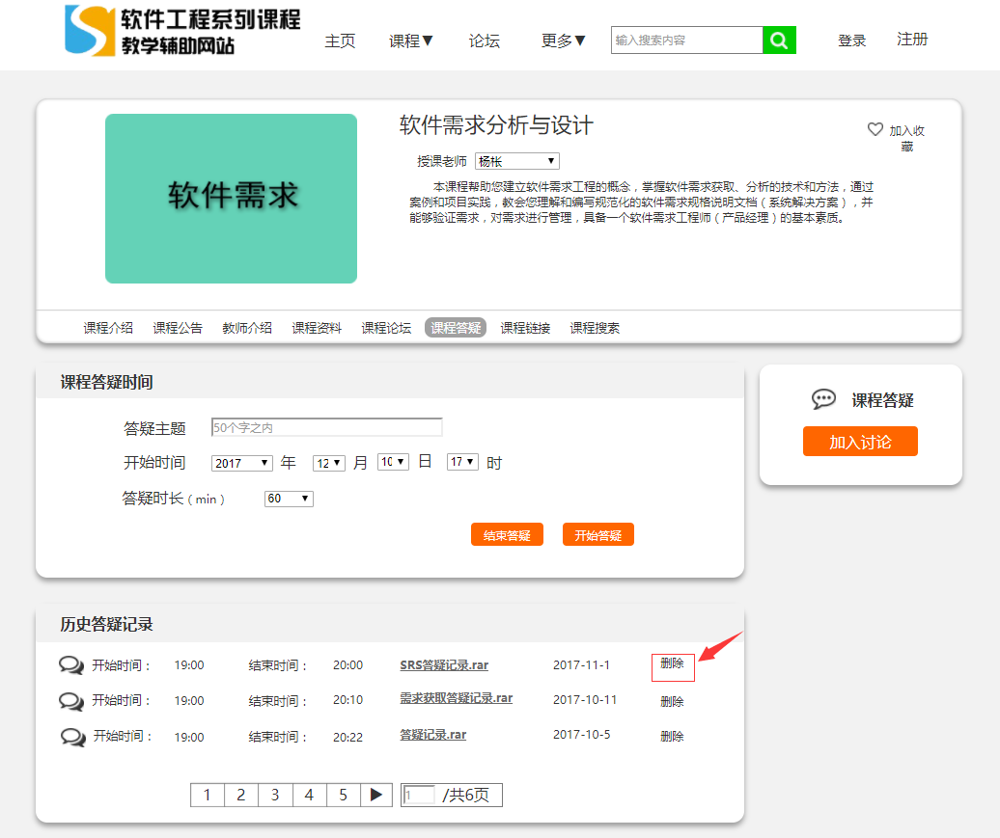 软件工程系列课程
教学辅助网站
主页 课程▼ 论坛 更多▼ 输入搜索内容 登录 注册
软件需求
软件需求分析与设计
加入收
藏
授课老师 杨枨 ▼
本课程帮助您建立软件需求工程的概念，掌握软件需求获取、分析的技术和方法，通过
案例和项目实践，教会您理解和编写规范化的软件需求规格说明文档（系统解决方案），并
能够验证需求，对需求进行管理，具备一个软件需求工程师（产品经理）的基本素质。
课程介绍 课程公告 教师介绍 课程资料 课程论坛 课程答疑 课程链接 课程搜索
课程答疑时间
答疑主题 50个字之内
开始时间 2017 ▼ 年 12 ▼ 月 10 ▼ 日 17 ▼ 时
答疑时长（min） 60 ▼
结束答疑 开始答疑
课程答疑
加入讨论
历史答疑记录
开始时间： 19:00 结束时间： 20:00 SRS答疑记录.rar 2017-11-1 删除
开始时间： 19:00 结束时间： 20:10 需求获取答疑记录.rar 2017-10-11 删除
开始时间： 19:00 结束时间： 20:22 答疑记录.rar 2017-10-5 删除
1 2 3 4 5 ▶ 1 /共6页